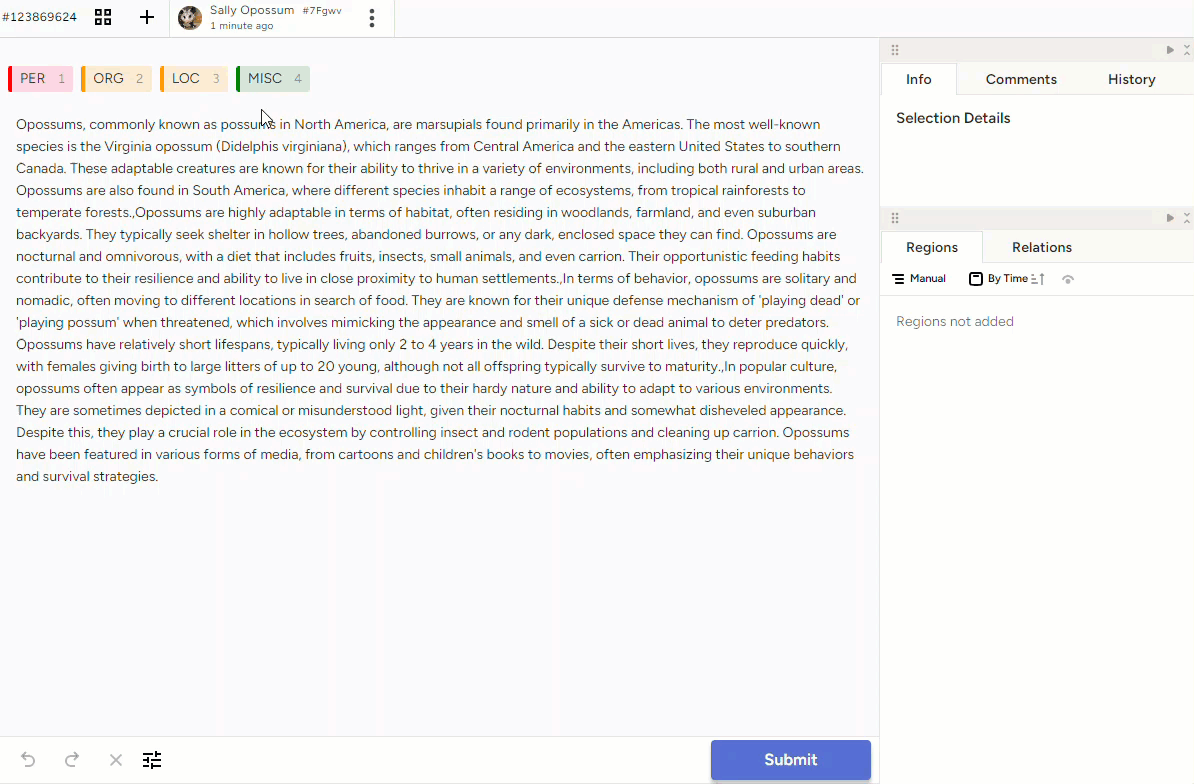 #123869624
Sally Opossum #7Fgwv
1 minute ago
PER 1 ORG 2 LOC 3 MISC 4
Opossums, commonly known as possums in North America, are marsupials found primarily in the Americas. The most well-known
species is the Virginia opossum (Didelphis virginiana), which ranges from Central America and the eastern United States to southern
Canada. These adaptable creatures are known for their ability to thrive in a variety of environments, including both rural and urban areas.
Opossums are also found in South America, where different species inhabit a range of ecosystems, from tropical rainforests to
temperate forests.,Opossums are highly adaptable in terms of habitat, often residing in woodlands, farmland, and even suburban
backyards. They typically seek shelter in hollow trees, abandoned burrows, or any dark, enclosed space they can find. Opossums are
nocturnal and omnivorous, with a diet that includes fruits, insects, small animals, and even carrion. Their opportunistic feeding habits
contribute to their resilience and ability to live in close proximity to human settlements.,In terms of behavior, opossums are solitary and
nomadic, often moving to different locations in search of food. They are known for their unique defense mechanism of 'playing dead' or
'playing possum' when threatened, which involves mimicking the appearance and smell of a sick or dead animal to deter predators.
Opossums have relatively short lifespans, typically living only 2 to 4 years in the wild. Despite their short lives, they reproduce quickly,
with females giving birth to large litters of up to 20 young, although not all offspring typically survive to maturity.,In popular culture,
opossums often appear as symbols of resilience and survival due to their hardy nature and ability to adapt to various environments.
They are sometimes depicted in a comical or misunderstood light, given their nocturnal habits and somewhat disheveled appearance.
Despite this, they play a crucial role in the ecosystem by controlling insect and rodent populations and cleaning up carrion. Opossums
have been featured in various forms of media, from cartoons and children's books to movies, often emphasizing their unique behaviors
and survival strategies.
Submit
Info Comments History
Selection Details
Regions Relations
Manual By Time
Regions not added